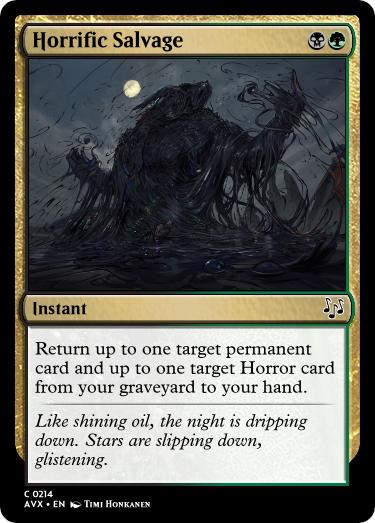 Horrific Salvage
Instant
Return up to one target permanent
card and up to one target Horror card
from your graveyard to your hand.
Like shining oil, the night is dripping
down. Stars are slipping down,
glistening.
C 0214
AVX • EN Timi Honkanen